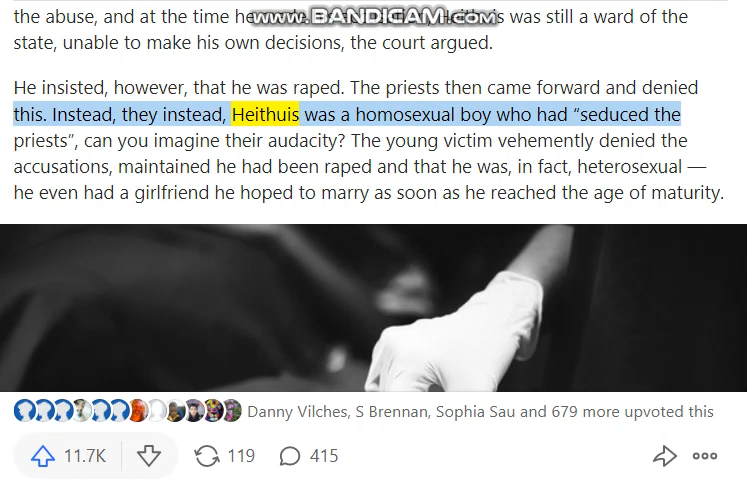 the abuse, and at the time he
www.BANDICAM.com
is was still a ward of the
state, unable to make his own decisions, the court argued.
He insisted, however, that he was raped. The priests then came forward and denied
this. Instead, they instead, Heithuis was a homosexual boy who had “seduced the
priests”, can you imagine their audacity? The young victim vehemently denied the
accusations, maintained he had been raped and that he was, in fact, heterosexual —
he even had a girlfriend he hoped to marry as soon as he reached the age of maturity.
Danny Vilches, S Brennan, Sophia Sau and 679 more upvoted this
11.7K
119
415